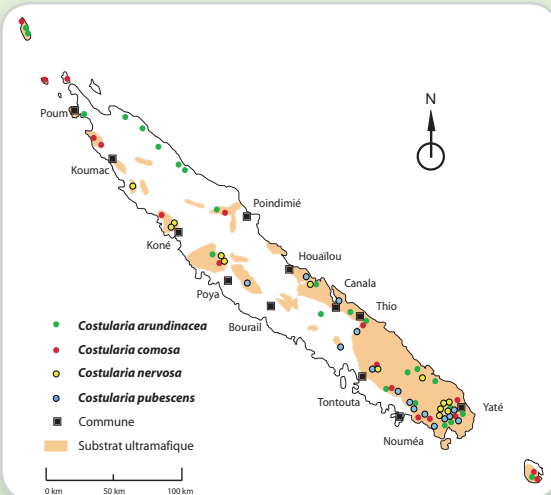 N
Poum
Koumac
Poindimié
Koné
Houaïlou
Canala
Poya
Thio
Bourail
Tontouta
Yaté
Nouméa
Costularia arundinacea
Costularia comosa
Costularia nervosa
Costularia pubescens
Commune
Substrat ultramafique
0 km 50 km 100 km